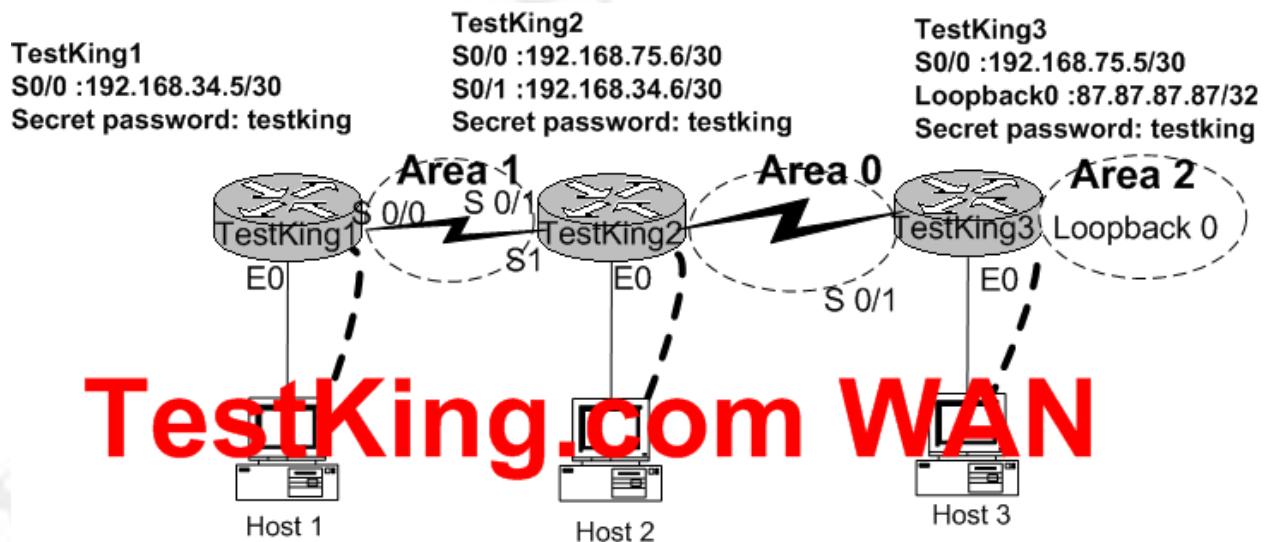 TestKing1
S0/0 :192.168.34.5/30
Secret password: testking
TestKing2
S0/0 :192.168.75.6/30
S0/1 :192.168.34.6/30
Secret password: testking
TestKing3
S0/0 :192.168.75.5/30
Loopback0 :87.87.87.87/32
Secret password: testking
Area 1
Area 0
Area 2
S 0/0
S 0/1
TestKing1
TestKing2
TestKing3
Loopback 0
S1
E0
E0
E0
S 0/1
TestKing.com WAN
Host 1
Host 2
Host 3